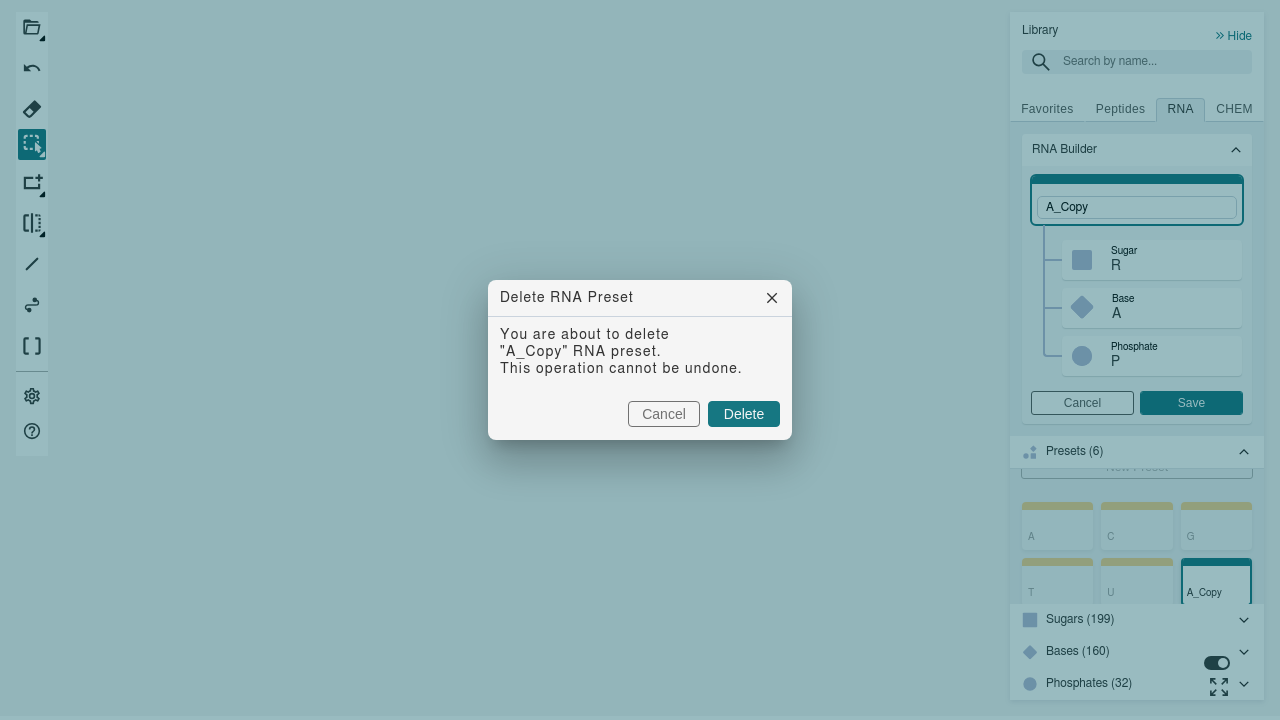 Library
Hide
Search by name...
Favorites Peptides RNA CHEM
RNA Builder
A_Copy
Sugar
R
Base
A
Phosphate
P
Cancel Save
Presets (6)
New Preset
A C G
T U A_Copy
Sugars (199)
Bases (160)
Phosphates (32)
Delete RNA Preset
You are about to delete
"A_Copy" RNA preset.
This operation cannot be undone.
Cancel Delete